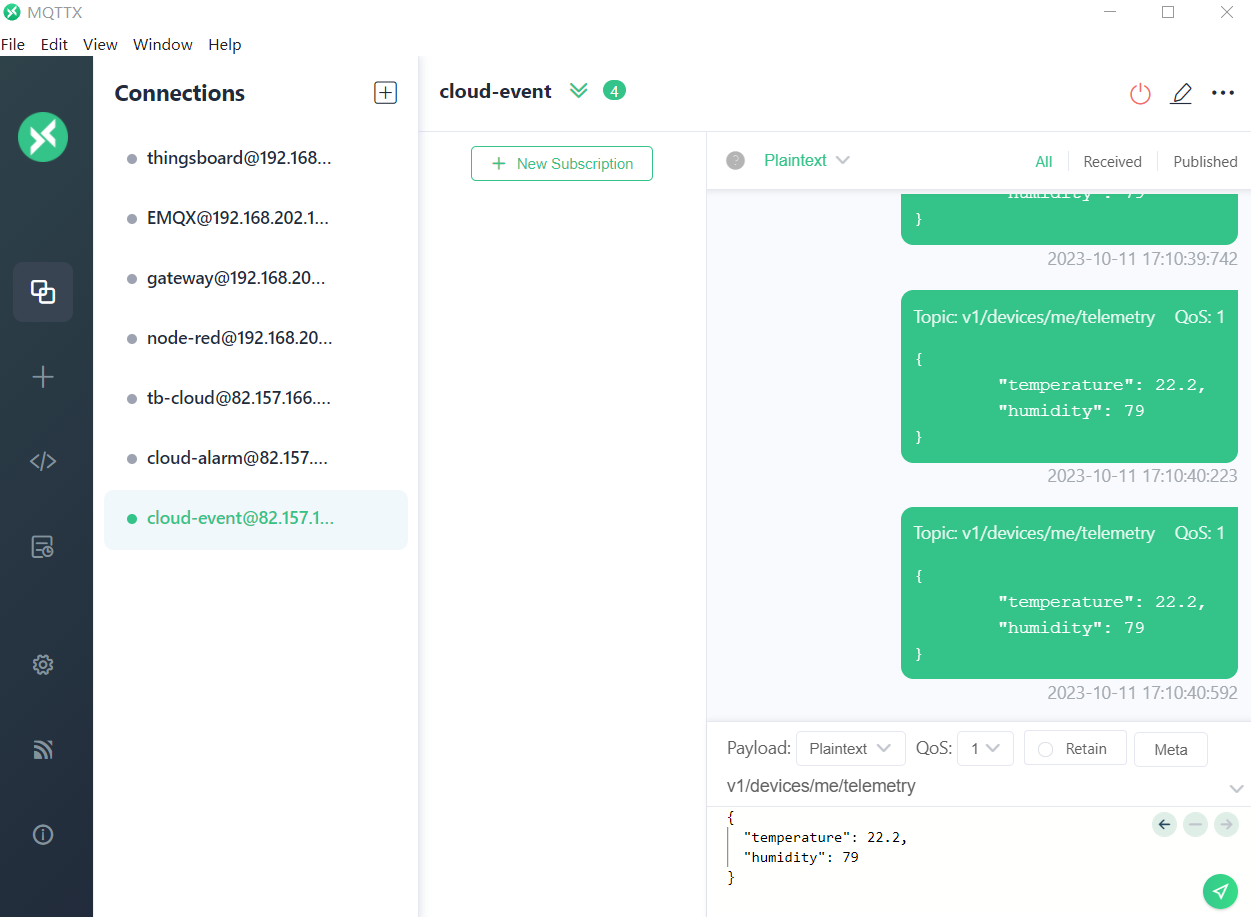 MQTTX
File Edit View Window Help
Connections
thingsboard@192.168...
EMQX@192.168.202.1...
gateway@192.168.20...
node-red@192.168.20...
tb-cloud@82.157.166....
cloud-alarm@82.157....
cloud-event@82.157.1...
cloud-event 4
+ New Subscription
Plaintext All Received Published
"humidity": 79
}
2023-10-11 17:10:39:742
Topic: v1/devices/me/telemetry QoS: 1
{
"temperature": 22.2,
"humidity": 79
}
2023-10-11 17:10:40:223
Topic: v1/devices/me/telemetry QoS: 1
{
"temperature": 22.2,
"humidity": 79
}
2023-10-11 17:10:40:592
Payload: Plaintext QoS: 1 Retain Meta
v1/devices/me/telemetry
{
"temperature": 22.2,
"humidity": 79
}